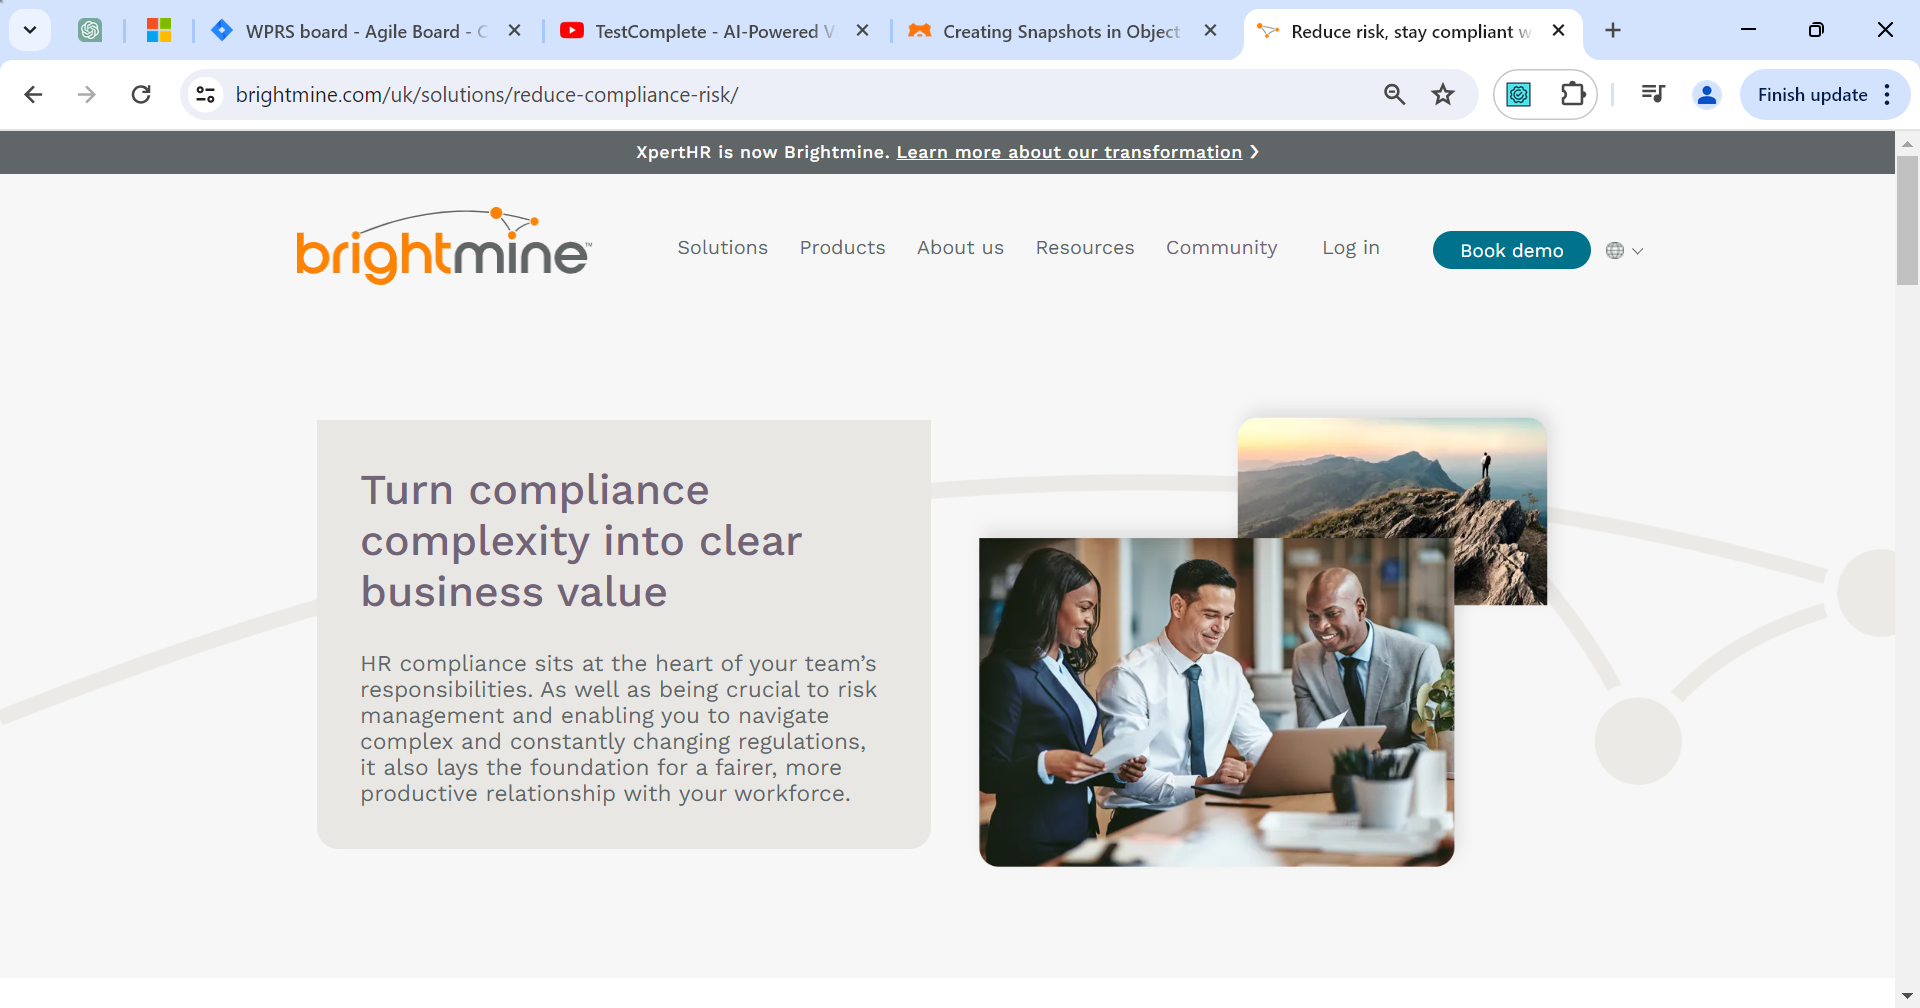 WPRS board - Agile Board - C
TestComplete - AI-Powered V
Creating Snapshots in Object
Reduce risk, stay compliant w
brightmine.com/uk/solutions/reduce-compliance-risk/
Finish update
XpertHR is now Brightmine. Learn more about our transformation ❯
brightmine™
Solutions
Products
About us
Resources
Community
Log in
Book demo
Turn compliance
complexity into clear
business value
HR compliance sits at the heart of your team’s
responsibilities. As well as being crucial to risk
management and enabling you to navigate
complex and constantly changing regulations,
it also lays the foundation for a fairer, more
productive relationship with your workforce.